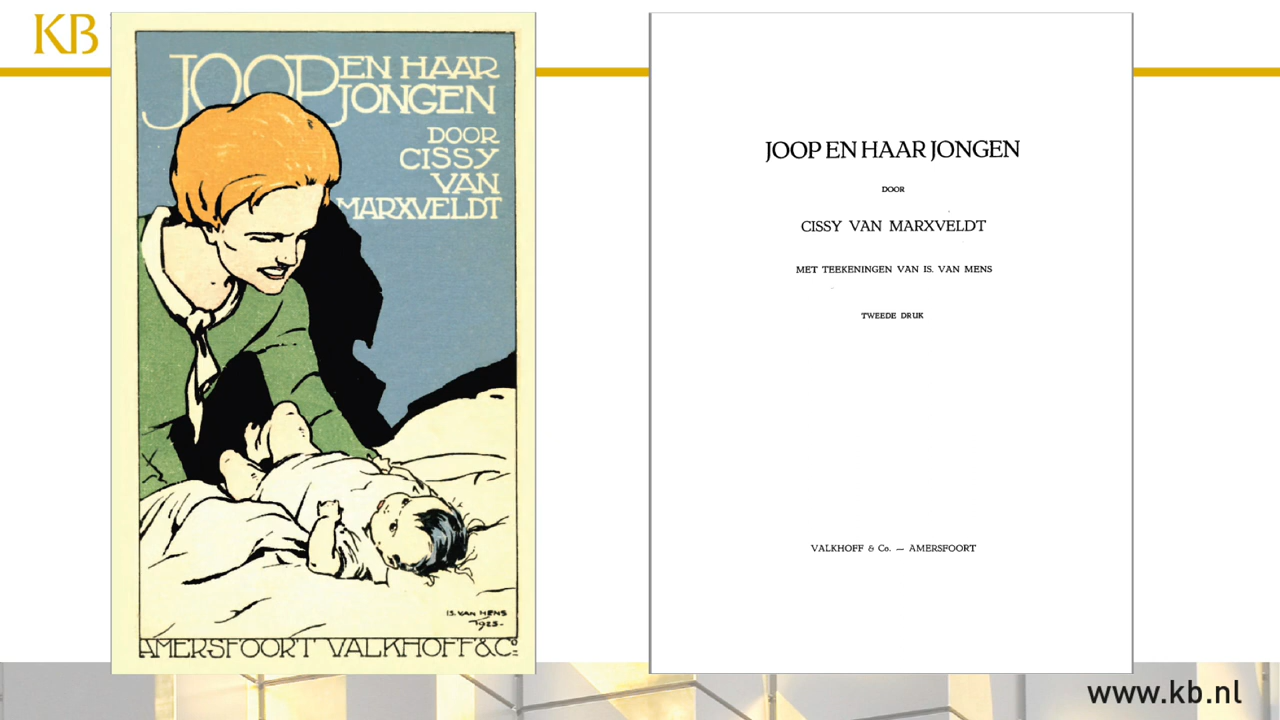 KB
JOOP EN HAAR
JONGEN
DOOR
CISSY
VAN
MARXVELDT
IS. VAN MENS
1925-
AMERSFOORT VALKHOFF & Co
JOOP EN HAAR JONGEN
DOOR
CISSY VAN MARXVELDT
MET TEEKENINGEN VAN IS. VAN MENS
TWEEDE DRUK
VALKHOFF & Co. — AMERSFOORT
www.kb.nl